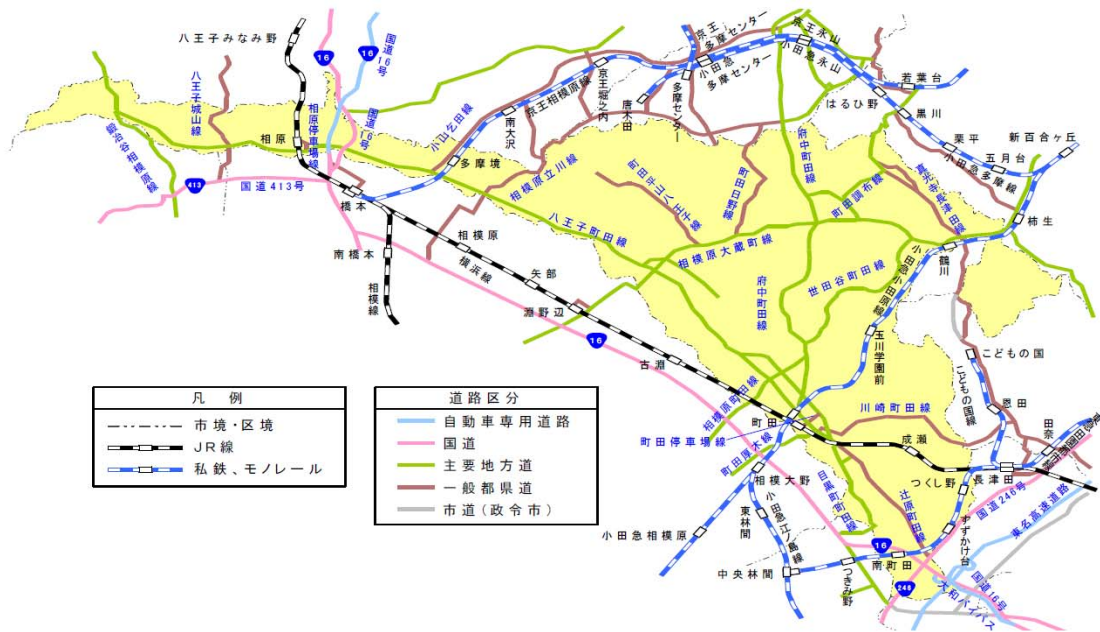 八王子みなみ野
16
16
国道16号
八王子城山線
鍛冶谷相模原線
相原
相原停車場線
国道16号
413
国道413号
橋本
南橋本
相模線
多摩境
小山乞田線
南大沢
京王相模原線
京王堀之内
唐木田
小田急
多摩センター
京王
多摩センター
多摩センター
京王永山
小田急永山
若葉台
はるひ野
黒川
栗平
五月台
新百合ヶ丘
小田急多摩線
柿生
相模原立川線
町田平山八王子線
町田日野線
府中町田線
町田調布線
真光寺長津田線
八王子町田線
相模原大蔵町線
世田谷町田線
府中町田線
小田急小田原線
鶴川
相模原
横浜線
矢部
淵野辺
16
古淵
玉川学園前
こどもの国
こどもの国線
恩田
田奈
相模原町田線
町田
町田停車場線
町田厚木線
川崎町田線
成瀬
長津田
つくし野
すずかけ台
国道246号
東名高速道路
相模大野
東林間
小田急江ノ島線
小田急相模原
目黒町町田線
辻原町田線
16
南町田
つきみ野
中央林間
246
国道16号
大和バイパス
凡例
市境・区境
JR線
私鉄、モノレール
道路区分
自動車専用道路
国道
主要地方道
一般都県道
市道(政令市)